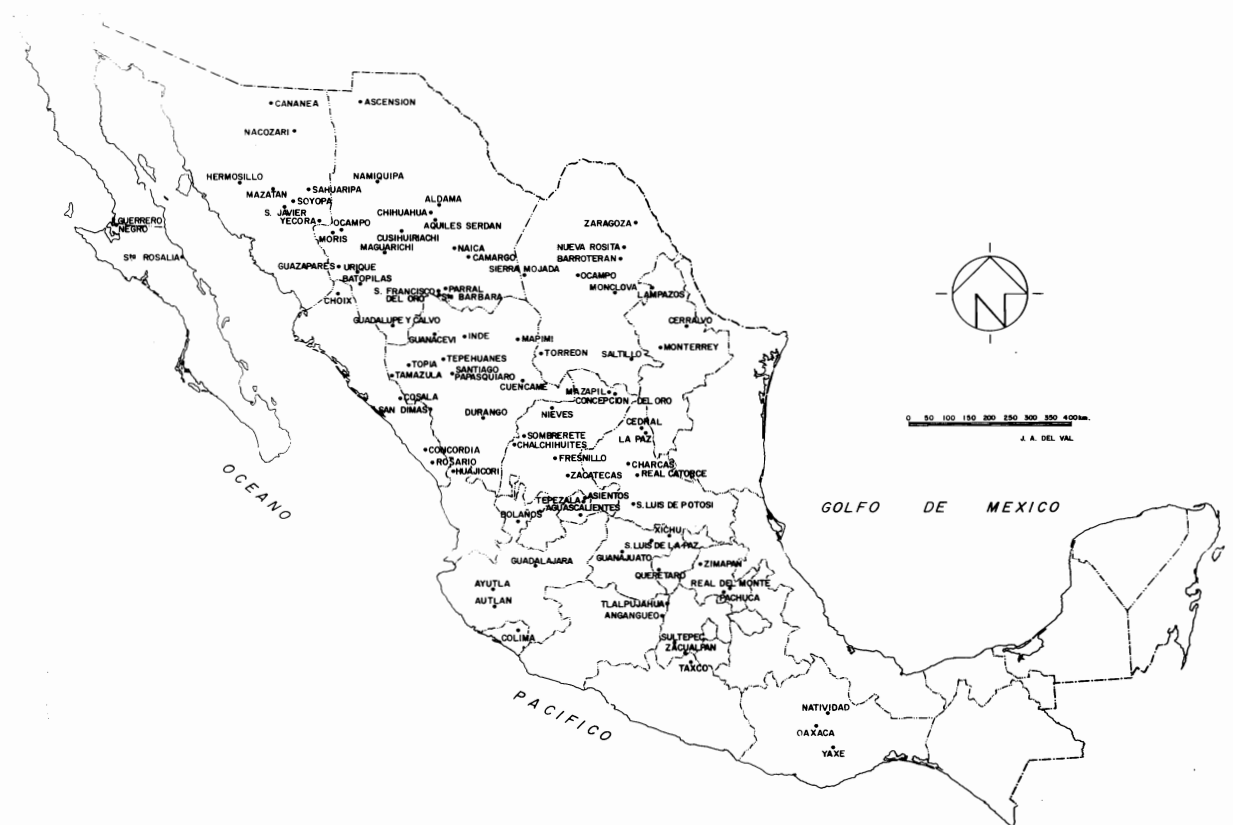 CANANEA
ASCENSION
NACOZARI
HERMOSILLO
NAMIQUIPA
MAZATAN
SAHUARIPA
SOYOPA
ALDAMA
S. JAVIER
CHIHUAHUA
YECORA
OCAMPO
AQUILES SERDAN
ZARAGOZA
GUERRERO
NEGRO
MORIS
CUSIHUIRIACHI
MAGUARICHI
NAICA
NUEVA ROSITA
CAMARGO
BARROTERAN
Sta ROSALIA
GUAZAPARES
URIQUE
SIERRA MOJADA
BATOPILAS
OCAMPO
S. FRANCISCO
DEL ORO
PARRAL
Sta BARBARA
MONCLOVA
LAMPAZOS
CHOIX
GUADALUPE Y CALVO
CERRALVO
GUANACEVI
INDE
MAPIMI
TORREON
SALTILLO
MONTERREY
TOPIA
TEPEHUANES
TAMAZULA
SANTIAGO
PAPASQUIARO
CUENCAME
MAZAPIL
CONCEPCION DEL ORO
COSALA
SAN DIMAS
DURANGO
NIEVES
CEDRAL
LA PAZ
SOMBRERETE
CHALCHIHUITES
CONCORDIA
FRESNILLO
ROSARIO
HUAJICORI
CHARCAS
REAL CATORCE
ZACATECAS
ASIENTOS
TEPEZALA
AGUASCALIENTES
S. LUIS DE POTOSI
BOLAÑOS
XICHU
S. LUIS DE LA PAZ
GUANAJUATO
GUADALAJARA
ZIMAPAN
QUERETARO
AYUTLA
REAL DEL MONTE
PACHUCA
AUTLAN
TLALPUJAHUA
ANGANGUEO
COLIMA
SULTEPEC
ZACUALPAN
TAXCO
NATIVIDAD
OAXACA
YAXE
OCEANO
PACIFICO
GOLFO DE MEXICO
N
0 50 100 150 200 250 300 350 400 km.
J. A. DEL VAL